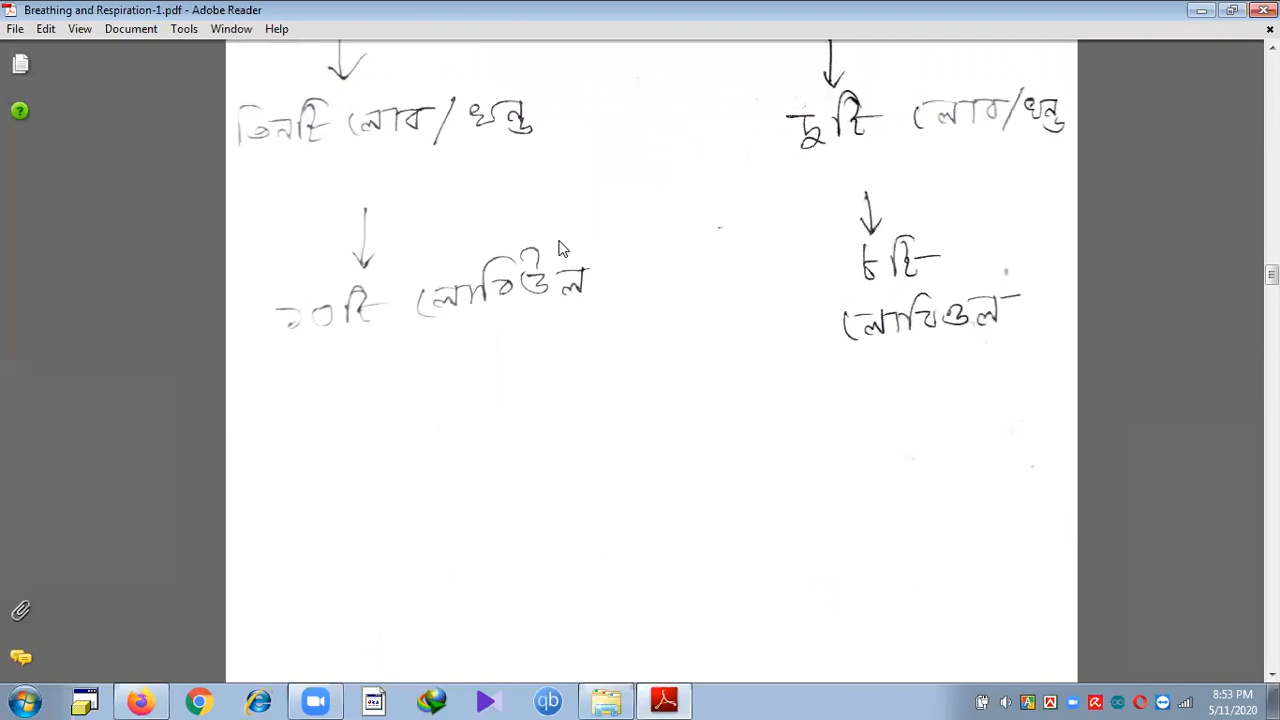 Breathing and Respiration-1.pdf - Adobe Reader
File Edit View Document Tools Window Help
তিনটি লোব/খন্ড
দুটি লোব/খন্ড
১০টি লোবিউল
৮টি
লোবিওল
8:53 PM
5/11/2020